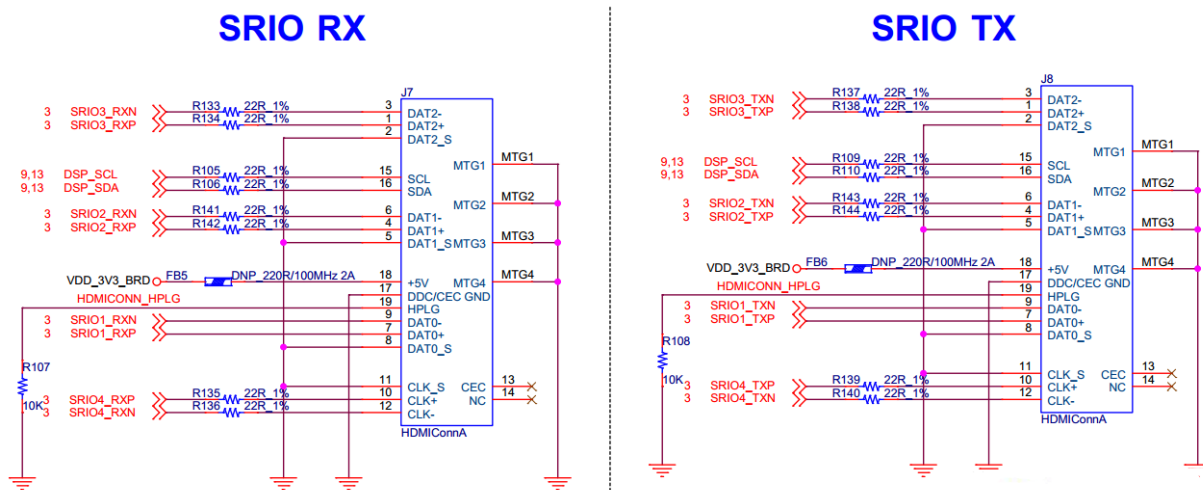 SRIO RX
J7
3 SRIO3_RXN R133 22R_1% 3 DAT2-
3 SRIO3_RXP R134 22R_1% 1 DAT2+
2 DAT2_S
MTG1 MTG1
9,13 DSP_SCL R105 22R_1% 15 SCL
9,13 DSP_SDA R106 22R_1% 16 SDA
MTG2 MTG2
3 SRIO2_RXN R141 22R_1% 6 DAT1-
3 SRIO2_RXP R142 22R_1% 4 DAT1+
5 DAT1_S MTG3 MTG3
VDD_3V3_BRD FB5 DNP_220R/100MHz 2A 18 +5V MTG4 MTG4
17 DDC/CEC GND
HDMICONN_HPLG 19 HPLG
3 SRIO1_RXN 9 DAT0-
3 SRIO1_RXP 7 DAT0+
8 DAT0_S
R107
10K
11 CLK_S CEC 13
3 SRIO4_RXP R135 22R_1% 10 CLK+ NC 14
3 SRIO4_RXN R136 22R_1% 12 CLK-
HDMIConnA
SRIO TX
J8
3 SRIO3_TXN R137 22R_1% 3 DAT2-
3 SRIO3_TXP R138 22R_1% 1 DAT2+
2 DAT2_S
MTG1 MTG1
9,13 DSP_SCL R109 22R_1% 15 SCL
9,13 DSP_SDA R110 22R_1% 16 SDA
MTG2 MTG2
3 SRIO2_TXN R143 22R_1% 6 DAT1-
3 SRIO2_TXP R144 22R_1% 4 DAT1+
5 DAT1_S MTG3 MTG3
VDD_3V3_BRD FB6 DNP_220R/100MHz 2A 18 +5V MTG4 MTG4
17 DDC/CEC GND
HDMICONN_HPLG 19 HPLG
3 SRIO1_TXN 9 DAT0-
3 SRIO1_TXP 7 DAT0+
8 DAT0_S
R108
10K
11 CLK_S CEC 13
3 SRIO4_TXP R139 22R_1% 10 CLK+ NC 14
3 SRIO4_TXN R140 22R_1% 12 CLK-
HDMIConnA